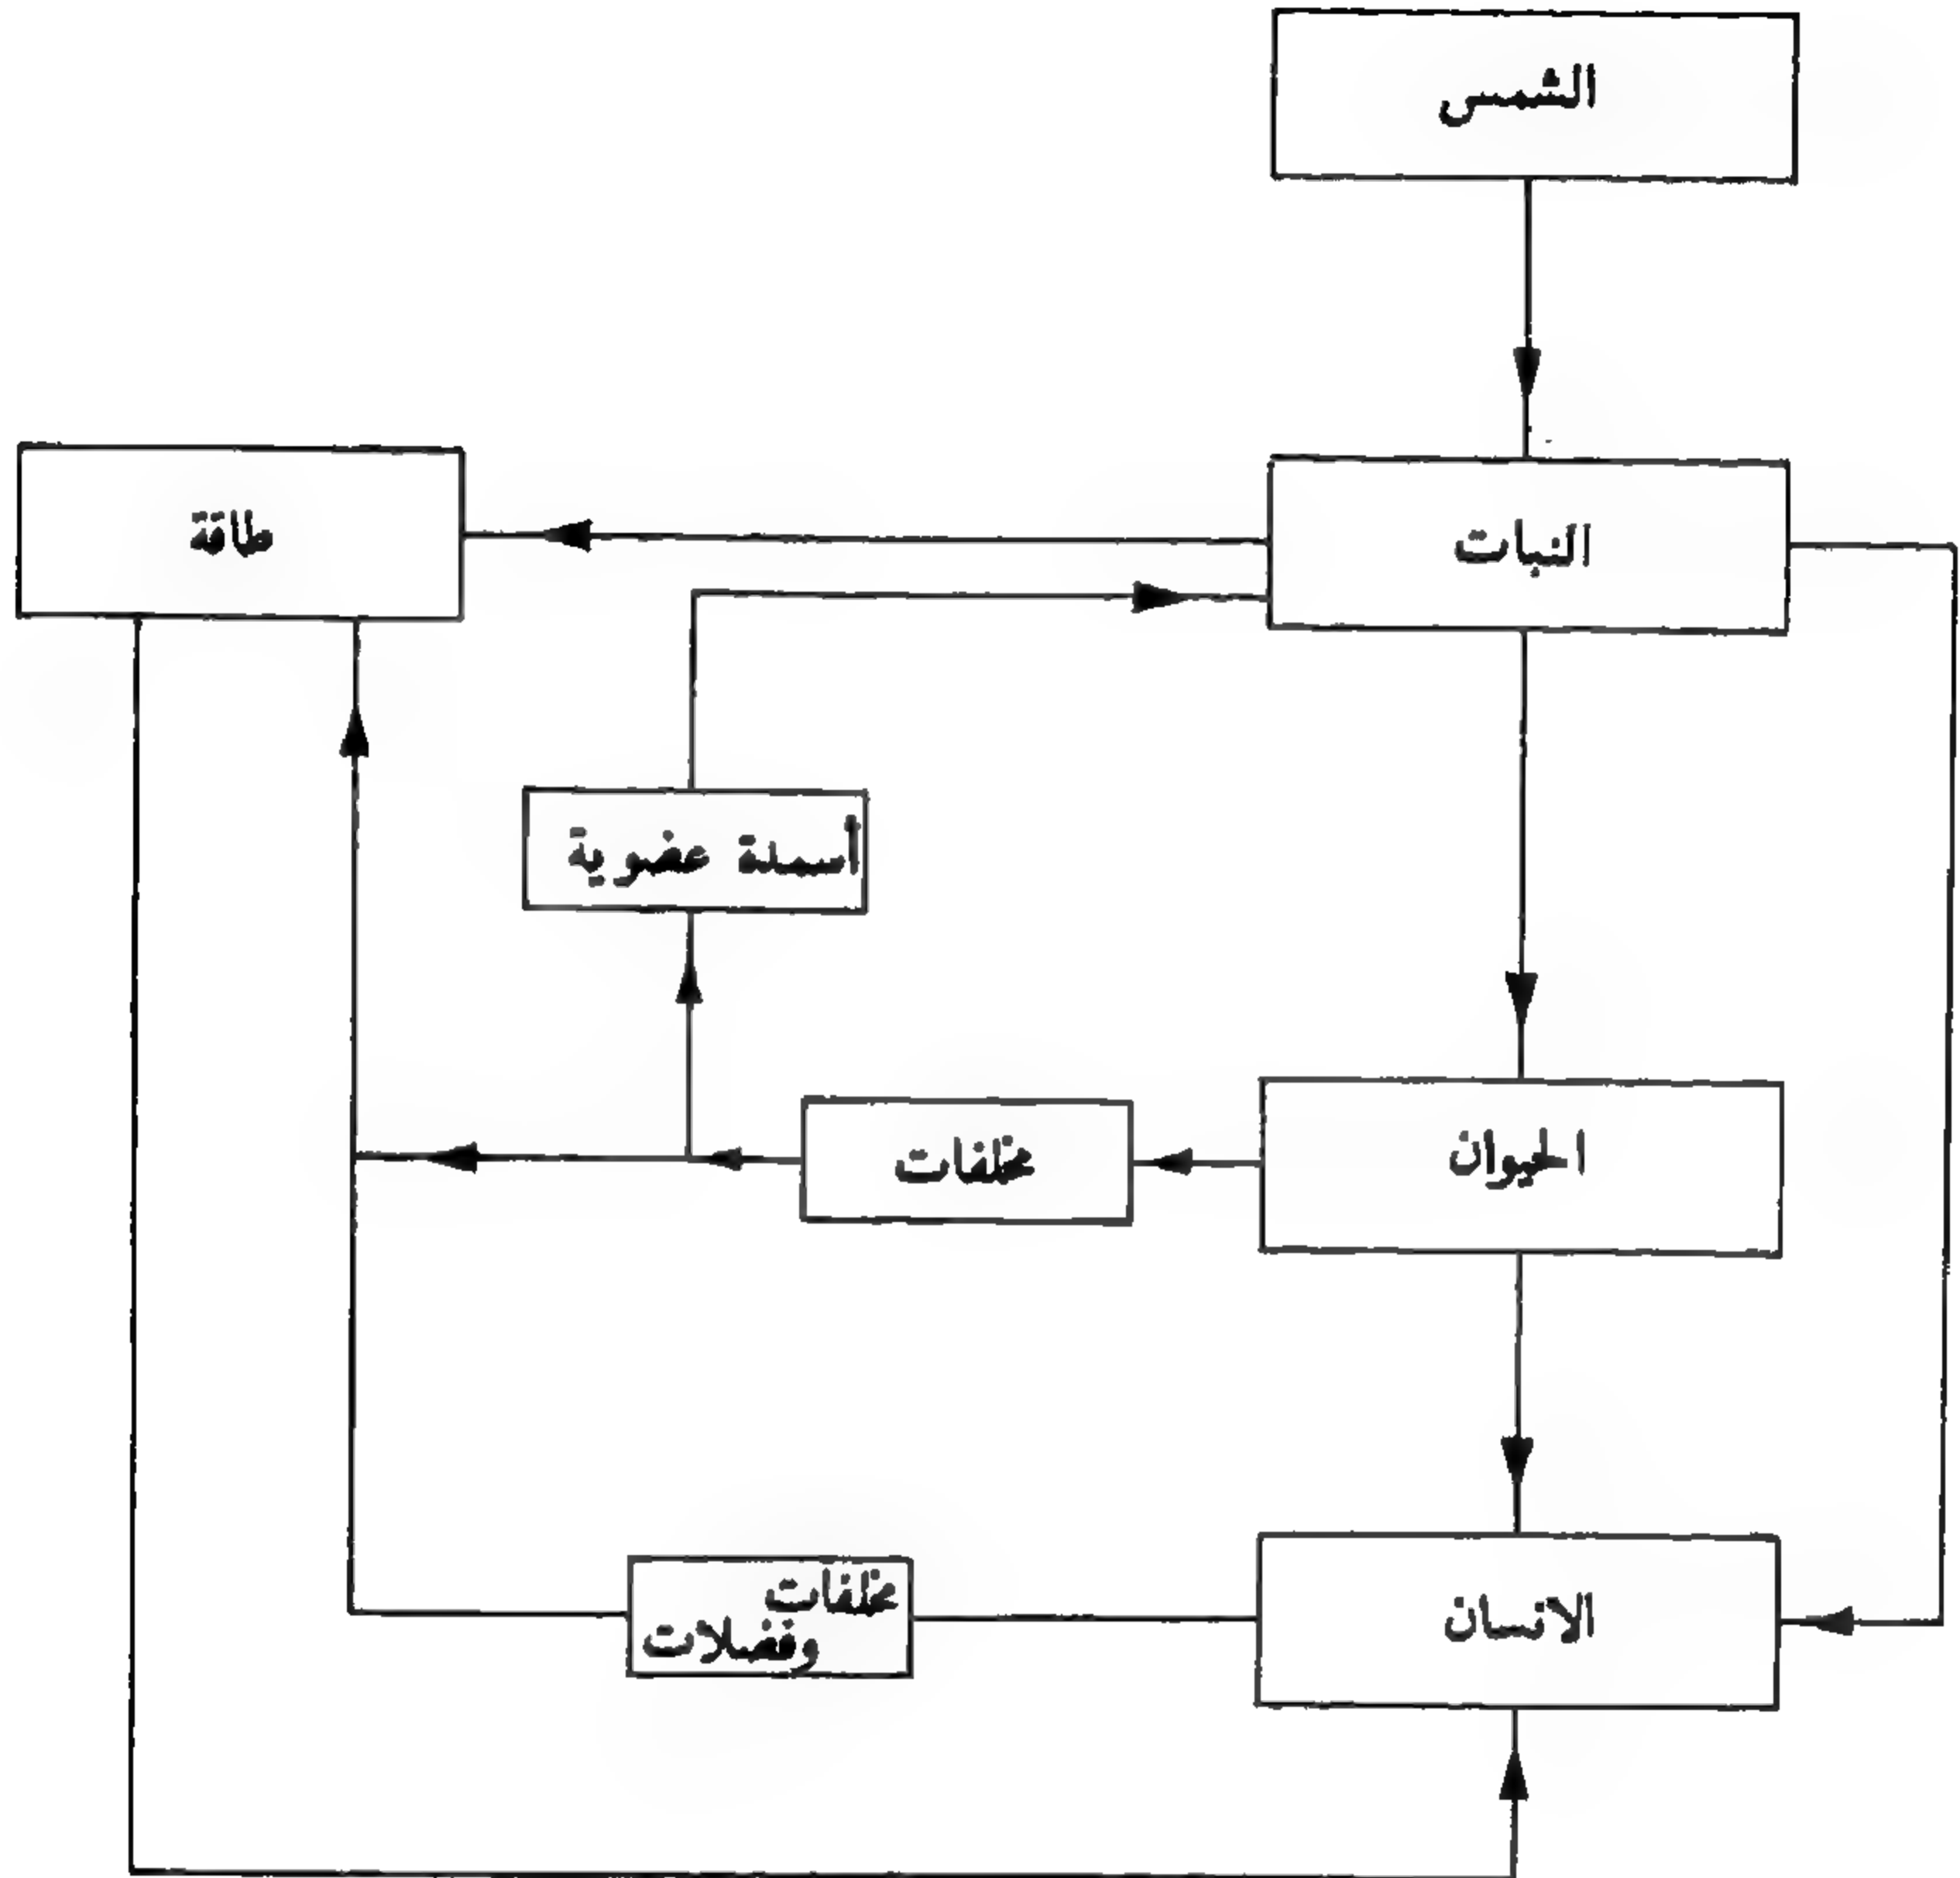 الشمس
النبات
طاقة
أسمدة عضوية
الحيوان
مخلفات
الانسان
مخلفات
وفضلات